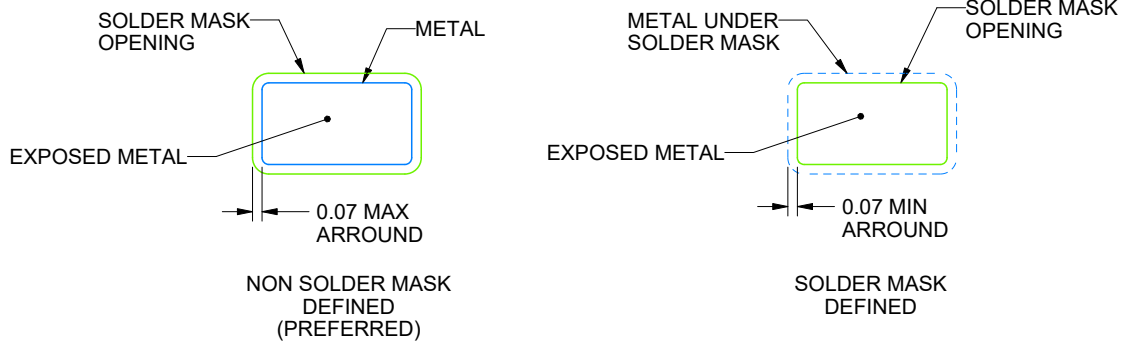 SOLDER MASK
OPENING
METAL
EXPOSED METAL
0.07 MAX
ARROUND
NON SOLDER MASK
DEFINED
(PREFERRED)
METAL UNDER
SOLDER MASK
SOLDER MASK
OPENING
EXPOSED METAL
0.07 MIN
ARROUND
SOLDER MASK
DEFINED